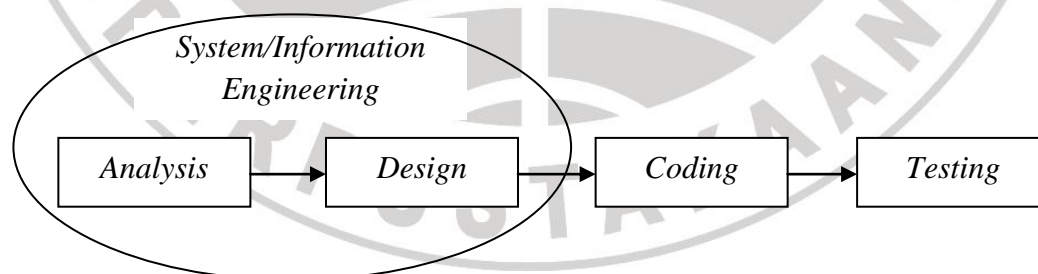 System/Information
Engineering
Analysis
Design
Coding
Testing